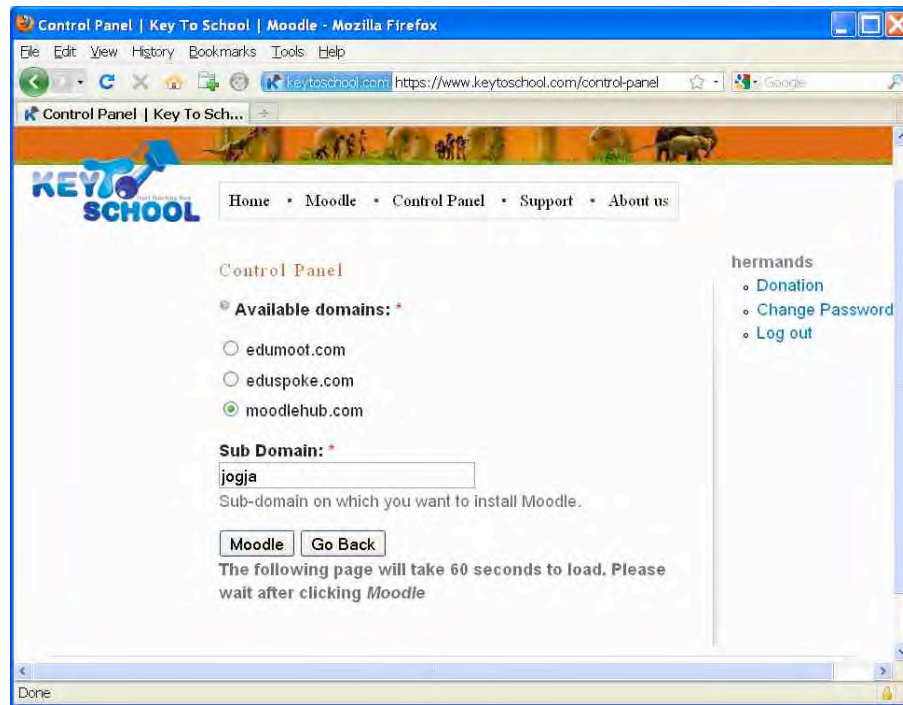 Control Panel | Key To School | Moodle - Mozilla Firefox
File Edit View History Bookmarks Tools Help
keytoschool.com https://www.keytoschool.com/control-panel Google
Control Panel | Key To Sch...
KEY TO
SCHOOL
Home • Moodle • Control Panel • Support • About us
hermands
Donation
Change Password
Log out
Control Panel
Available domains: *
edumoot.com
eduspoke.com
moodlehub.com
Sub Domain: *
jogja
Sub-domain on which you want to install Moodle.
Moodle Go Back
The following page will take 60 seconds to load. Please
wait after clicking Moodle
Done